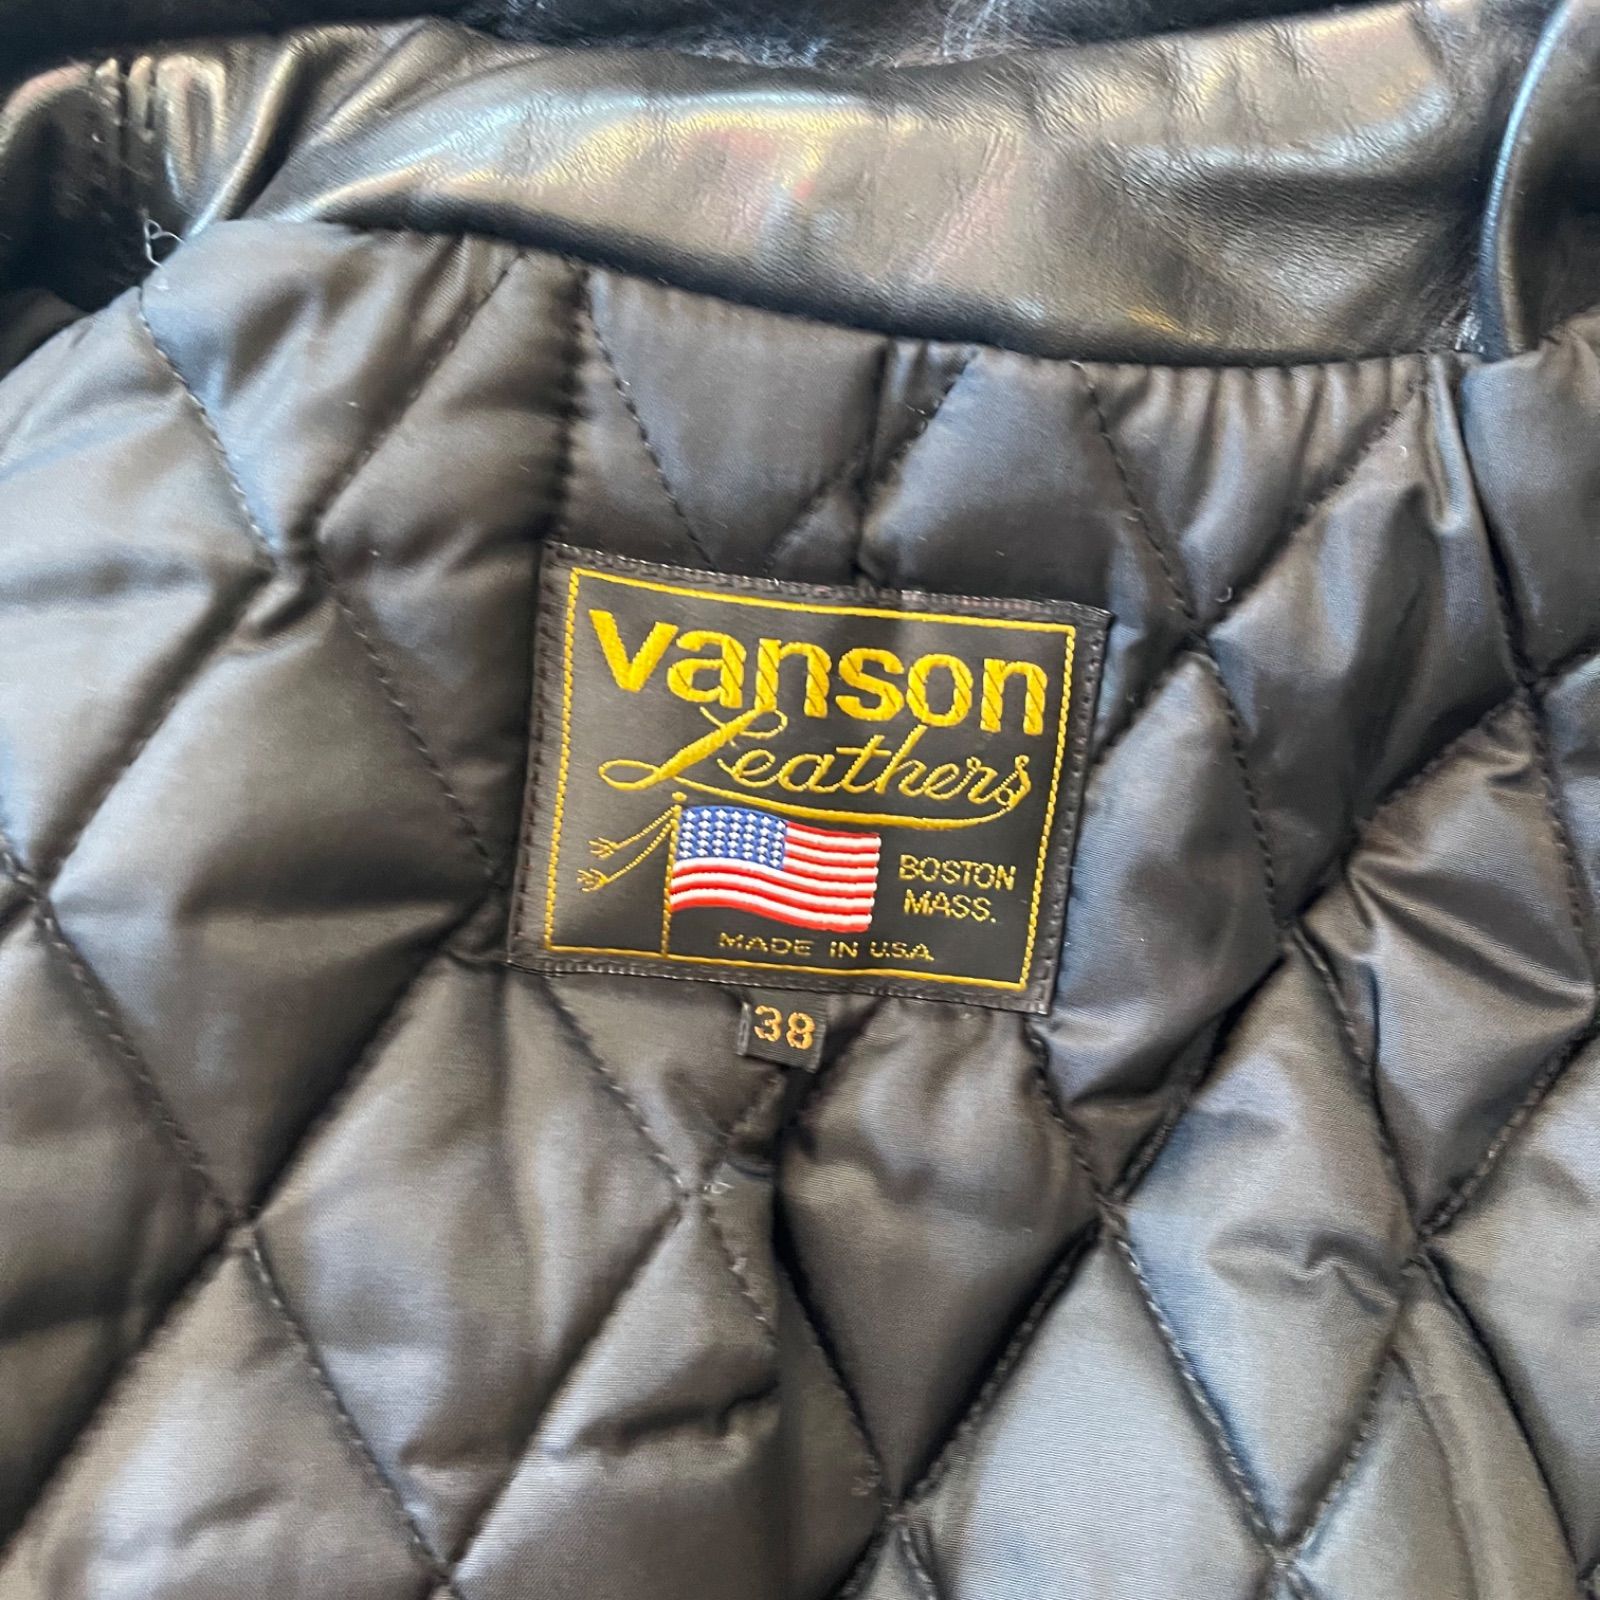 vanson
Leathers
BOSTON
MASS.
MADE IN U.S.A.
38